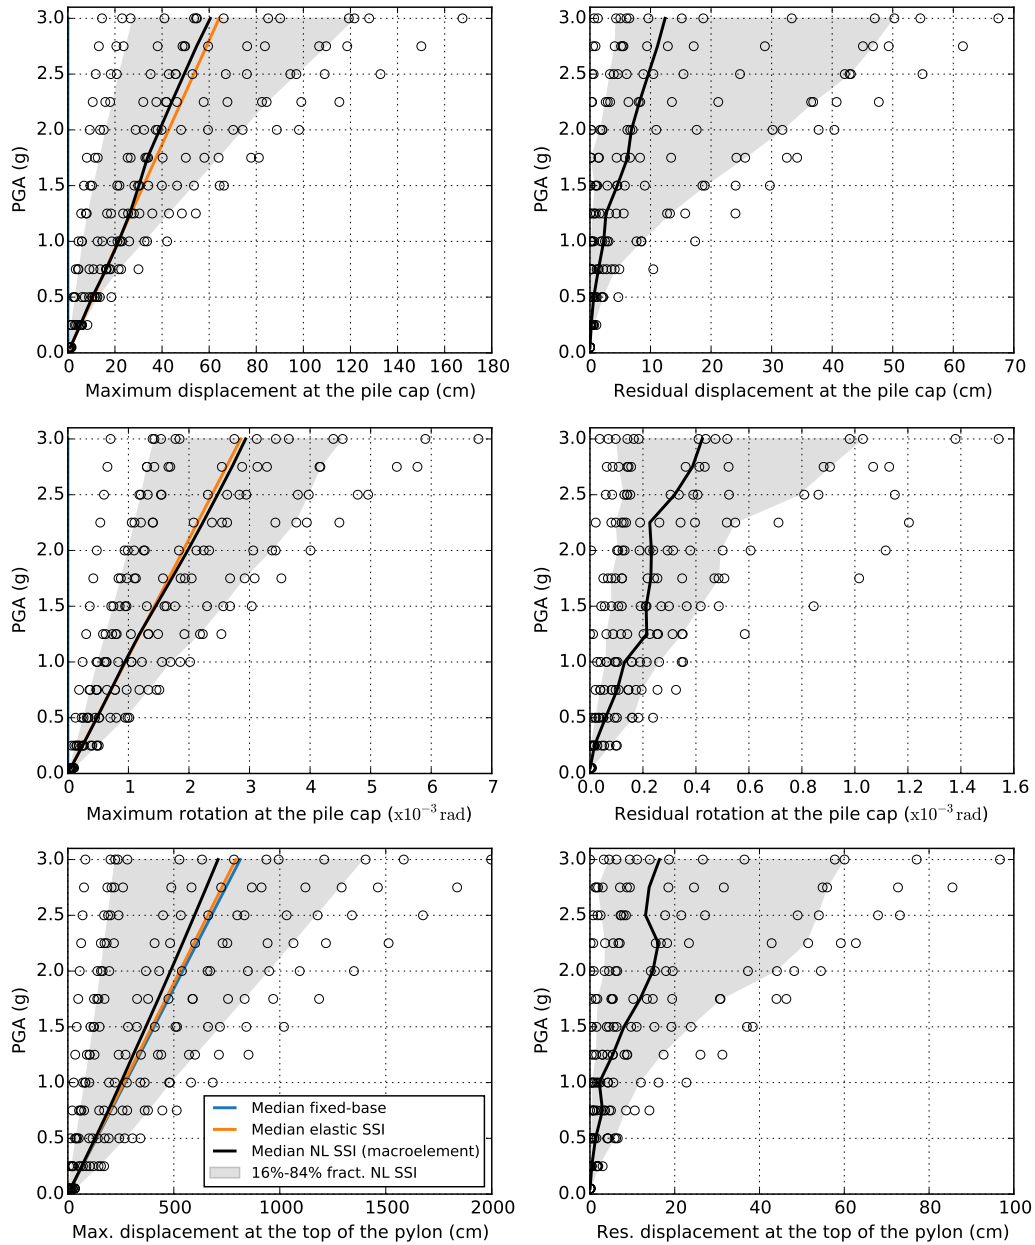 3.0
2.5
2.0
1.5
1.0
0.5
0.0
PGA (g)
0 20 40 60 80 100 120 140 160 180
Maximum displacement at the pile cap (cm)
3.0
2.5
2.0
1.5
1.0
0.5
0.0
PGA (g)
0 10 20 30 40 50 60 70
Residual displacement at the pile cap (cm)
3.0
2.5
2.0
1.5
1.0
0.5
0.0
PGA (g)
0 1 2 3 4 5 6 7
Maximum rotation at the pile cap (x10⁻³ rad)
3.0
2.5
2.0
1.5
1.0
0.5
0.0
PGA (g)
0.0 0.2 0.4 0.6 0.8 1.0 1.2 1.4 1.6
Residual rotation at the pile cap (x10⁻³ rad)
3.0
2.5
2.0
1.5
1.0
0.5
0.0
PGA (g)
Median fixed-base
Median elastic SSI
Median NL SSI (macroelement)
16%-84% fract. NL SSI
0 500 1000 1500 2000
Max. displacement at the top of the pylon (cm)
3.0
2.5
2.0
1.5
1.0
0.5
0.0
PGA (g)
0 20 40 60 80 100
Res. displacement at the top of the pylon (cm)